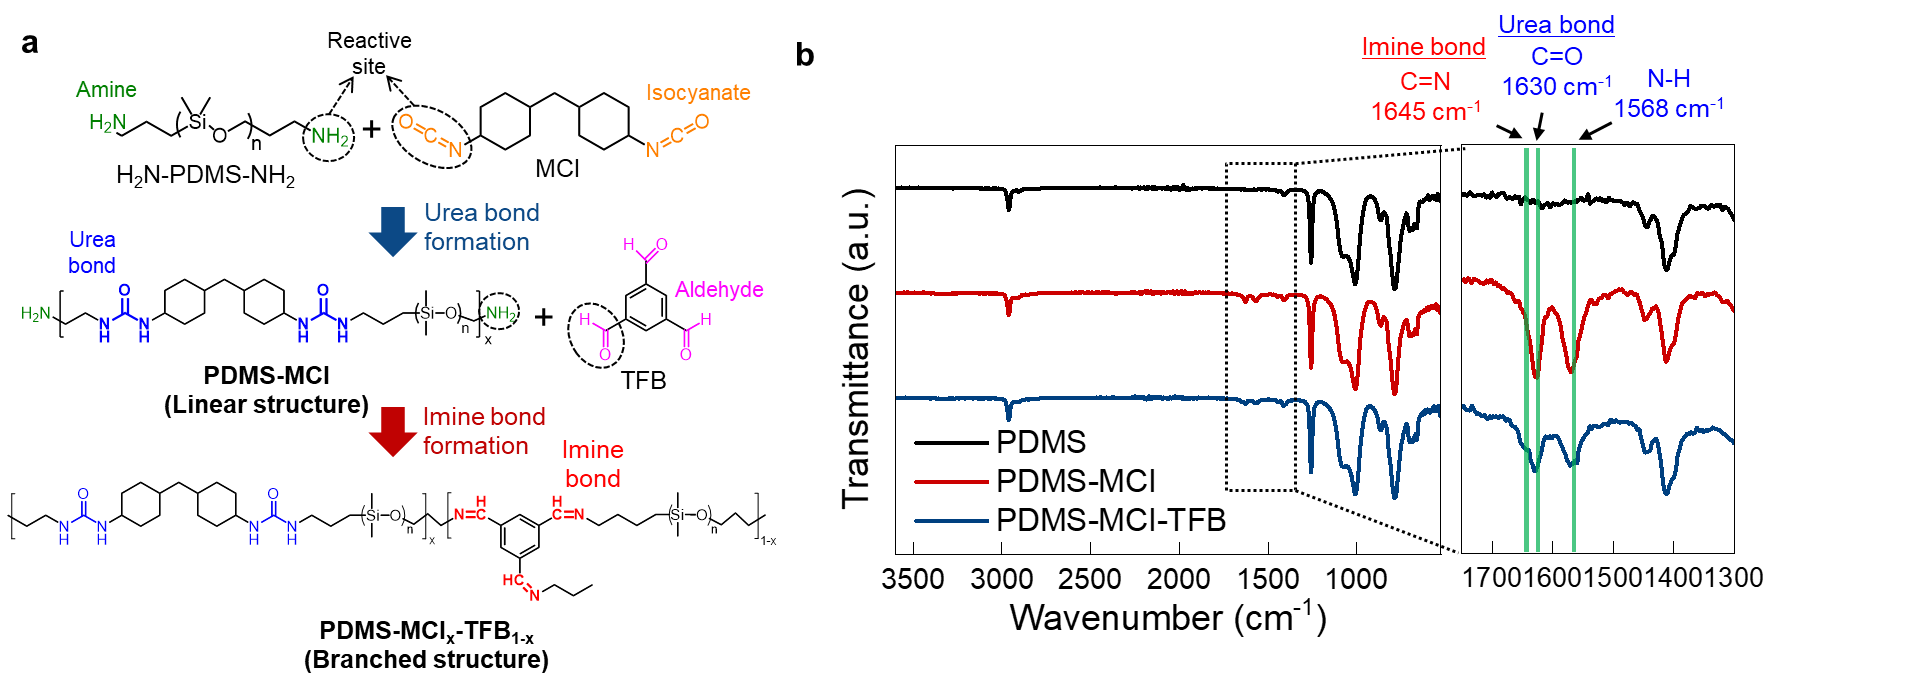 a
Reactive
site
Amine
Isocyanate
H₂N
Si
O
n
NH₂
+
O
C
N
N
C
O
H₂N-PDMS-NH₂
MCI
Urea bond
formation
Urea
bond
H₂N
N
H
O
N
H
N
H
O
N
H
Si
O
n
x
NH₂
+
H
O
H
O
H
O
Aldehyde
TFB
PDMS-MCI
(Linear structure)
Imine bond
formation
Imine
bond
N
H
O
N
H
N
H
O
N
H
Si
O
n
x
N
H
C
H
C
N
HC
N
Si
O
n
1-x
PDMS-MCIₓ-TFB₁₋ₓ
(Branched structure)
b
Imine bond
C=N
1645 cm⁻¹
Urea bond
C=O
1630 cm⁻¹
N-H
1568 cm⁻¹
Transmittance (a.u.)
PDMS
PDMS-MCI
PDMS-MCI-TFB
3500 3000 2500 2000 1500 1000
1700 1600 1500 1400 1300
Wavenumber (cm⁻¹)